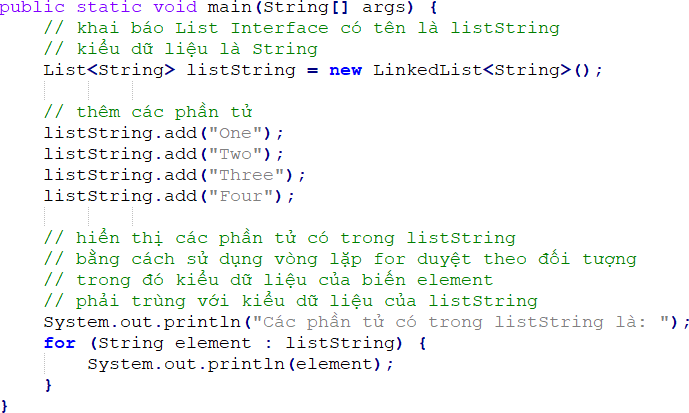 public static void main(String[] args) {
// khai báo List Interface có tên là listString
// kiểu dữ liệu là String
List<String> listString = new LinkedList<String>();
// thêm các phần tử
listString.add("One");
listString.add("Two");
listString.add("Three");
listString.add("Four");
// hiển thị các phần tử có trong listString
// bằng cách sử dụng vòng lặp for duyệt theo đối tượng
// trong đó kiểu dữ liệu của biến element
// phải trùng với kiểu dữ liệu của listString
System.out.println("Các phần tử có trong listString là: ");
for (String element : listString) {
System.out.println(element);
}
}